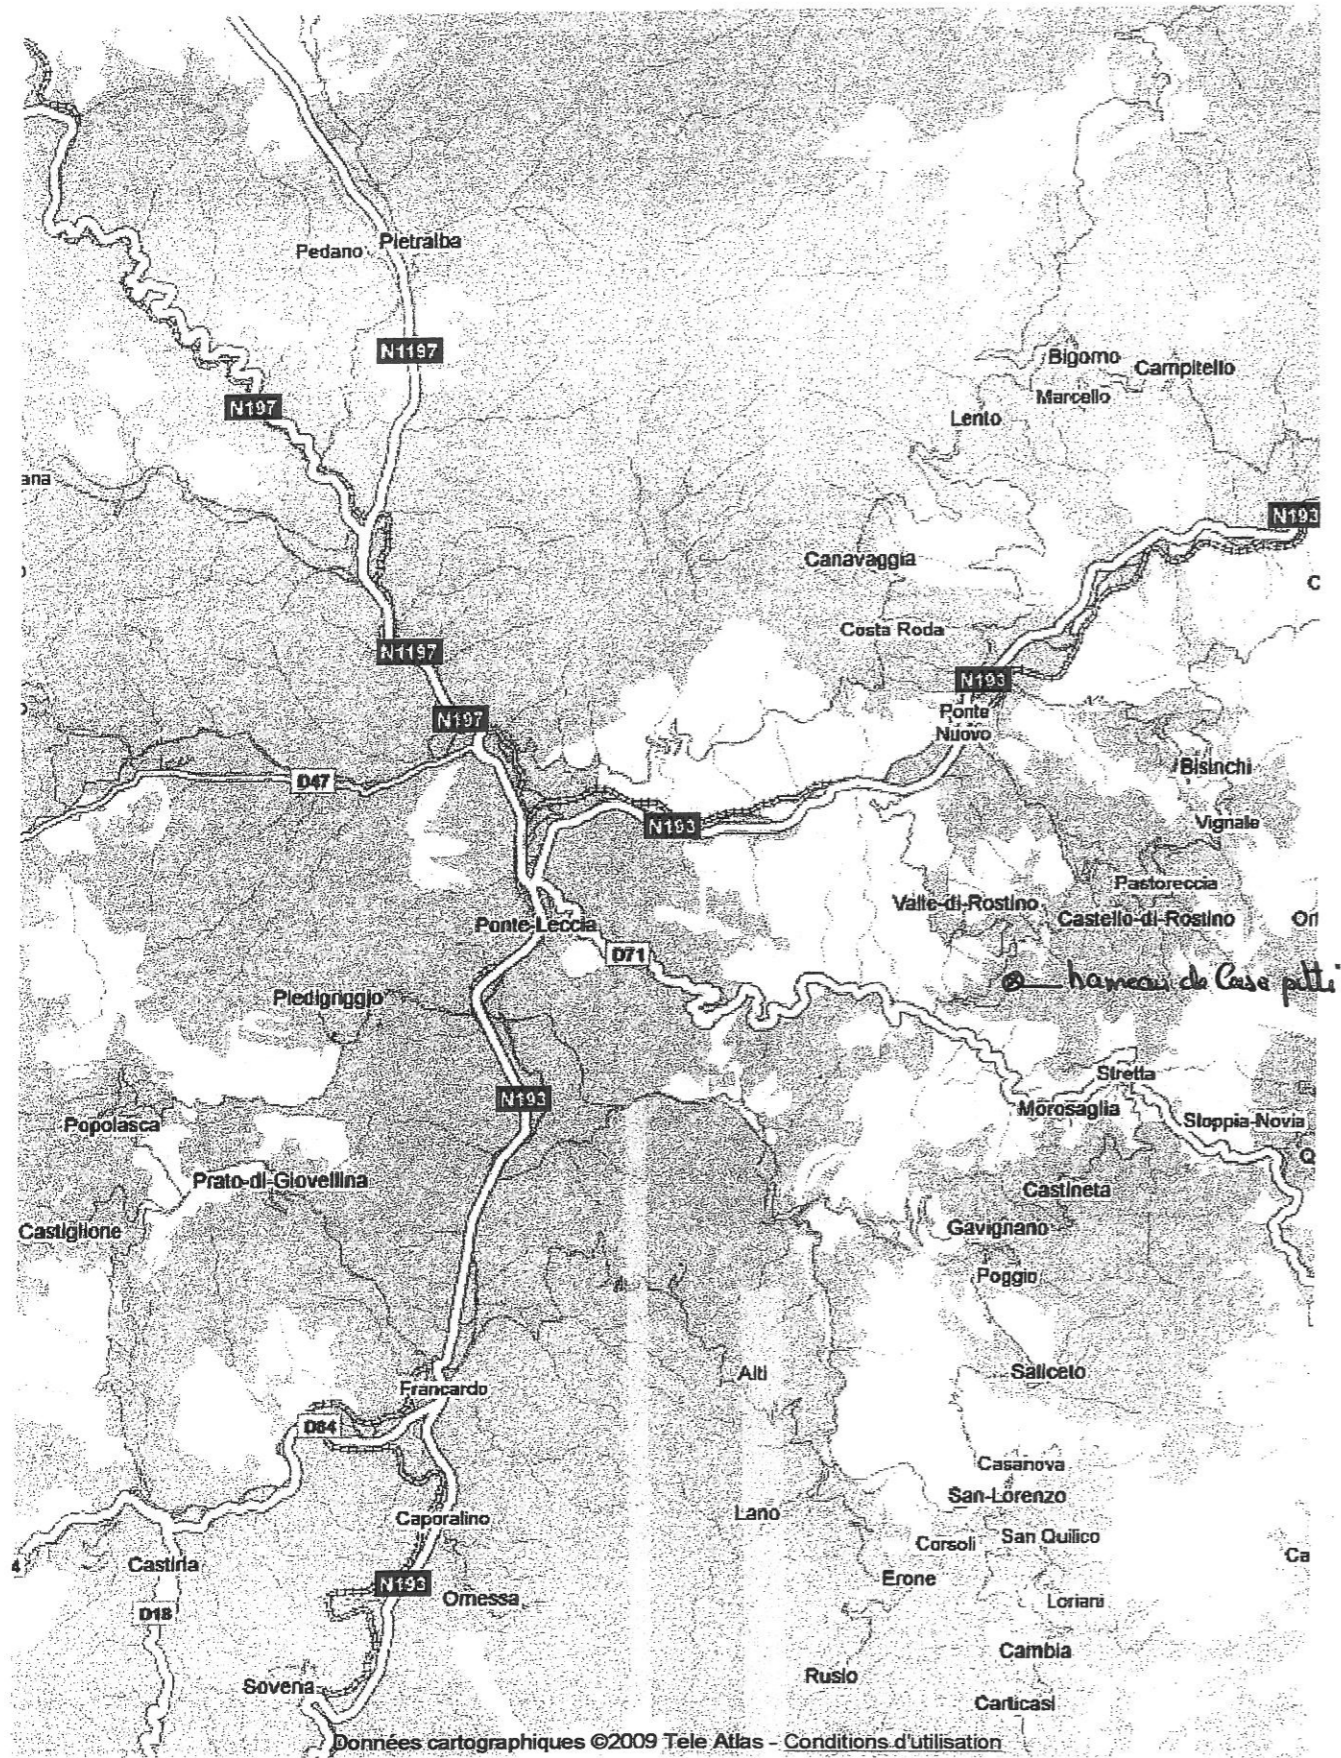 Pedano
Pietralba
N1197
Bigorno
Campitello
Marcello
N197
Lento
ana
N193
Canavaggia
C
Costa Roda
N1197
N193
N197
Ponte
Nuovo
D47
Bisinchi
N193
Vignale
Pastoreccia
Valle-di-Rostino
Castello-di-Rostino
Ori
Ponte-Leccia
D71
hameau de Case pitti
Piedigriggio
Stretta
N193
Morosaglia
Popolasca
Stoppia-Novia
Q
Prato-di-Giovellina
Castineta
Castiglione
Gavignano
Poggio
Alti
Saliceto
Francardo
D84
Casanova
San-Lorenzo
Lano
Caporalino
Corsoli
San Quilico
Ca
4
Castirla
Erone
N193
Omessa
Loriani
D18
Cambia
Rusio
Soveria
Carticasi
Données cartographiques ©2009 Tele Atlas - Conditions d'utilisation